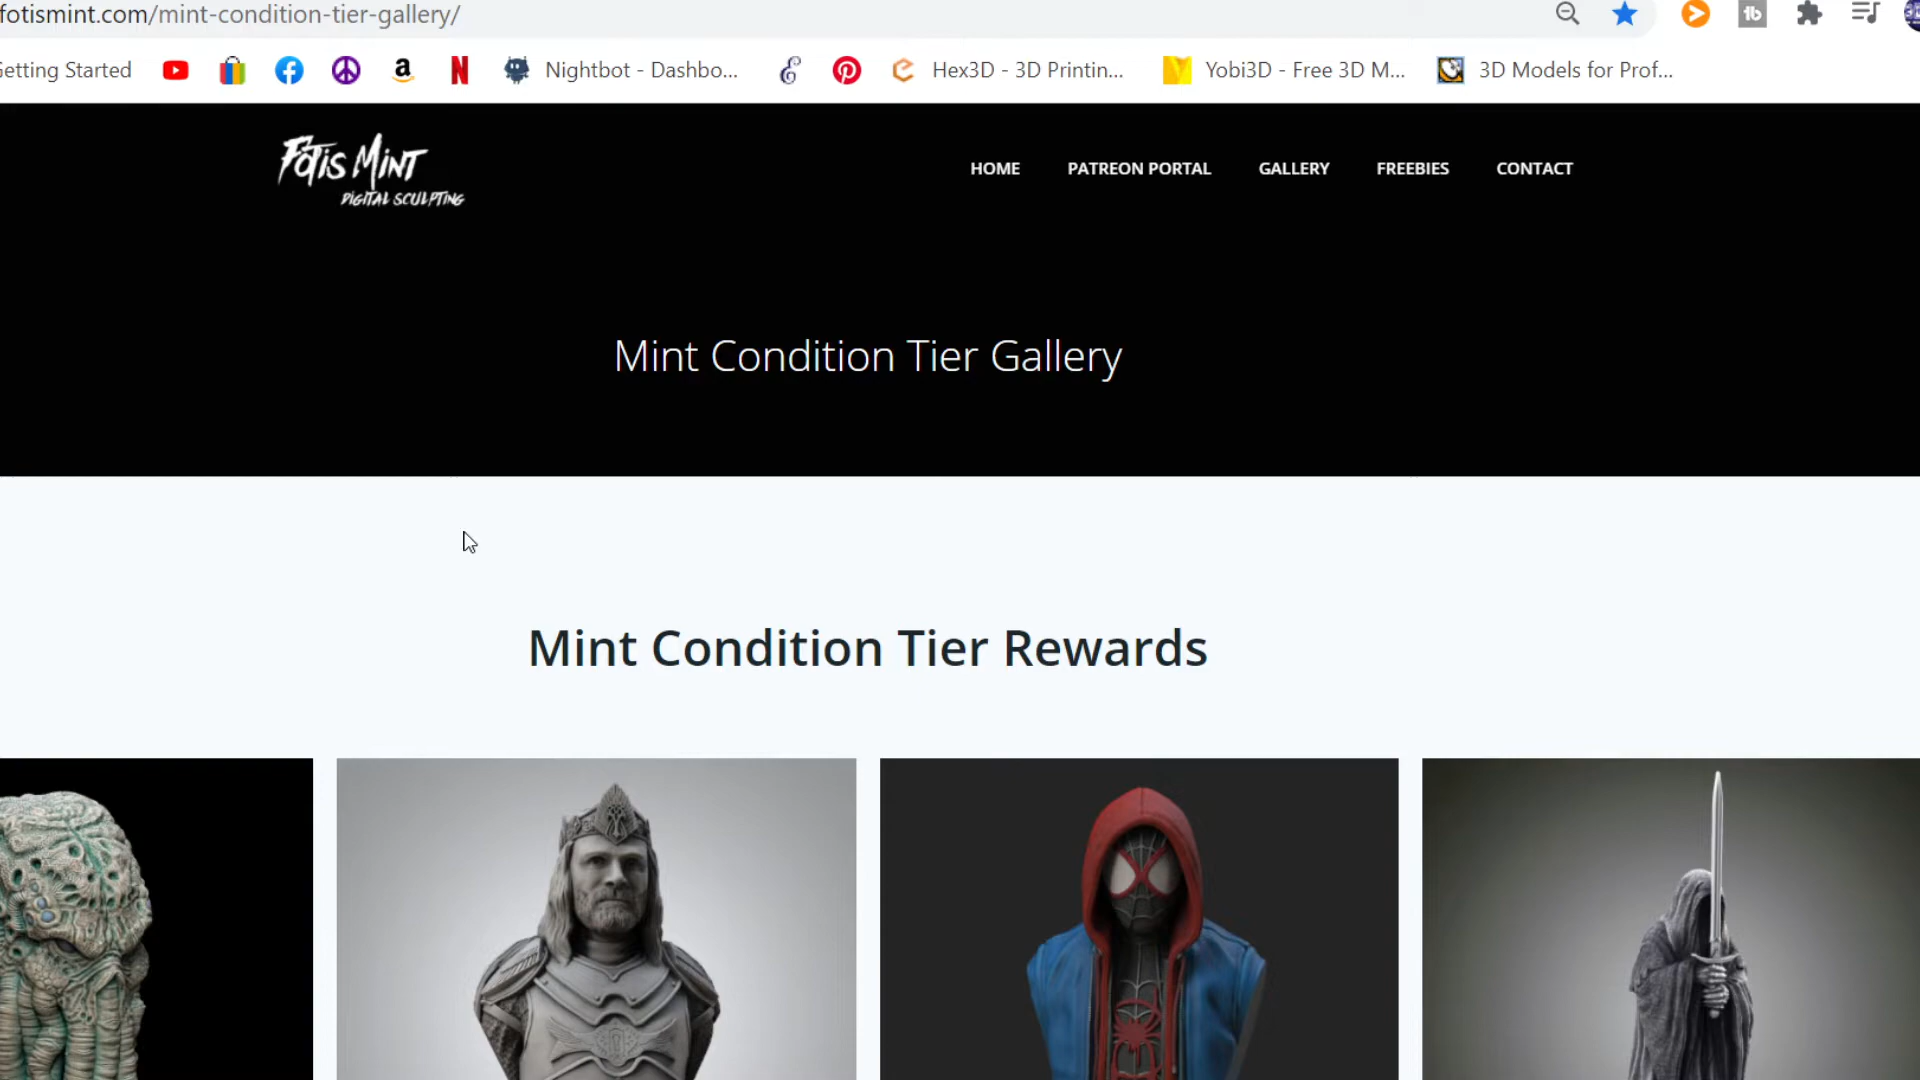 fotismint.com/mint-condition-tier-gallery/
Getting Started
Nightbot - Dashbo...
Hex3D - 3D Printin...
Yobi3D - Free 3D M...
3D Models for Prof...
FOTIS MINT
DIGITAL SCULPTING
HOME
PATREON PORTAL
GALLERY
FREEBIES
CONTACT
Mint Condition Tier Gallery
Mint Condition Tier Rewards